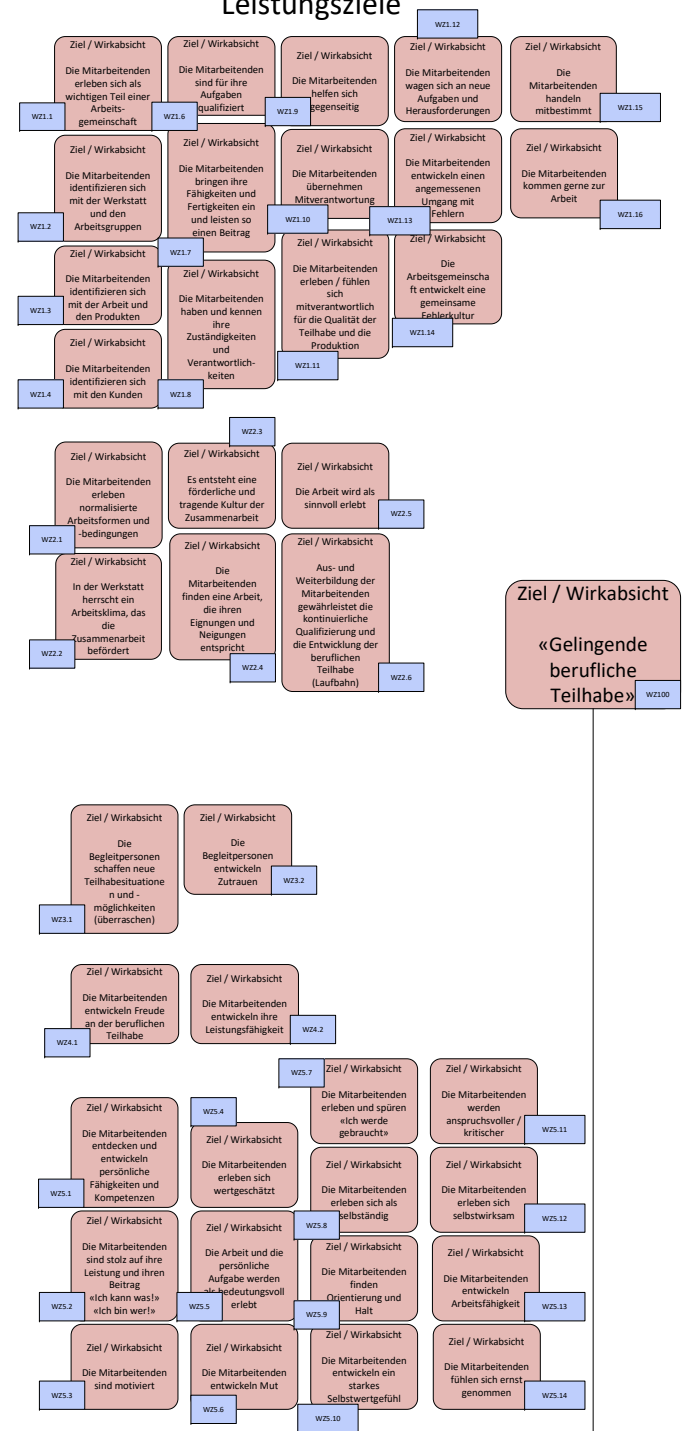 Leistungsziele
WZ1.12
Ziel / Wirkabsicht
Die Mitarbeitenden
erleben sich als
wichtigen Teil einer
Arbeits-
gemeinschaft
WZ1.1
Ziel / Wirkabsicht
Die Mitarbeitenden
sind für ihre
Aufgaben
qualifiziert
WZ1.6
Ziel / Wirkabsicht
Die Mitarbeitenden
helfen sich
gegenseitig
WZ1.9
Ziel / Wirkabsicht
Die Mitarbeitenden
wagen sich an neue
Aufgaben und
Herausforderungen
Ziel / Wirkabsicht
Die
Mitarbeitenden
handeln
mitbestimmt
WZ1.15
Ziel / Wirkabsicht
Die Mitarbeitenden
identifizieren sich
mit der Werkstatt
und den
Arbeitsgruppen
WZ1.2
Ziel / Wirkabsicht
Die Mitarbeitenden
bringen ihre
Fähigkeiten und
Fertigkeiten ein
und leisten so
einen Beitrag
WZ1.7
Ziel / Wirkabsicht
Die Mitarbeitenden
übernehmen
Mitverantwortung
WZ1.10
Ziel / Wirkabsicht
Die Mitarbeitenden
entwickeln einen
angemessenen
Umgang mit
Fehlern
WZ1.13
Ziel / Wirkabsicht
Die Mitarbeitenden
kommen gerne zur
Arbeit
WZ1.16
Ziel / Wirkabsicht
Die Mitarbeitenden
identifizieren sich
mit der Arbeit und
den Produkten
WZ1.3
Ziel / Wirkabsicht
Die Mitarbeitenden
haben und kennen
ihre
Zuständigkeiten
und
Verantwortlich-
keiten
WZ1.8
Ziel / Wirkabsicht
Die Mitarbeitenden
erleben / fühlen
sich
mitverantwortlich
für die Qualität der
Teilhabe und die
Produktion
WZ1.11
Ziel / Wirkabsicht
Die
Arbeitsgemeinscha
ft entwickelt eine
gemeinsame
Fehlerkultur
WZ1.14
Ziel / Wirkabsicht
Die Mitarbeitenden
identifizieren sich
mit den Kunden
WZ1.4
WZ2.3
Ziel / Wirkabsicht
Die Mitarbeitenden
erleben
normalisierte
Arbeitsformen und
-bedingungen
WZ2.1
Ziel / Wirkabsicht
Es entsteht eine
förderliche und
tragende Kultur der
Zusammenarbeit
Ziel / Wirkabsicht
Die Arbeit wird als
sinnvoll erlebt
WZ2.5
Ziel / Wirkabsicht
In der Werkstatt
herrscht ein
Arbeitsklima, das
die
Zusammenarbeit
befördert
WZ2.2
Ziel / Wirkabsicht
Die
Mitarbeitenden
finden eine Arbeit,
die ihren
Eignungen und
Neigungen
entspricht
WZ2.4
Ziel / Wirkabsicht
Aus- und
Weiterbildung der
Mitarbeitenden
gewährleistet die
kontinuierliche
Qualifizierung und
die Entwicklung der
beruflichen
Teilhabe
(Laufbahn)
WZ2.6
Ziel / Wirkabsicht
«Gelingende
berufliche
Teilhabe»
WZ100
Ziel / Wirkabsicht
Die
Begleitpersonen
schaffen neue
Teilhabesituatione
n und -
möglichkeiten
(überraschen)
WZ3.1
Ziel / Wirkabsicht
Die
Begleitpersonen
entwickeln
Zutrauen
WZ3.2
Ziel / Wirkabsicht
Die Mitarbeitenden
entwickeln Freude
an der beruflichen
Teilhabe
WZ4.1
Ziel / Wirkabsicht
Die Mitarbeitenden
entwickeln ihre
Leistungsfähigkeit
WZ4.2
Ziel / Wirkabsicht
Die Mitarbeitenden
entdecken und
entwickeln
persönliche
Fähigkeiten und
Kompetenzen
WZ5.1
WZ5.4
Ziel / Wirkabsicht
Die Mitarbeitenden
erleben sich
wertgeschätzt
WZ5.7
Ziel / Wirkabsicht
Die Mitarbeitenden
erleben und spüren
«Ich werde
gebraucht»
Ziel / Wirkabsicht
Die Mitarbeitenden
werden
anspruchsvoller /
kritischer
WZ5.11
Ziel / Wirkabsicht
Die Mitarbeitenden
erleben sich als
selbständig
WZ5.8
Ziel / Wirkabsicht
Die Mitarbeitenden
erleben sich
selbstwirksam
WZ5.12
Ziel / Wirkabsicht
Die Mitarbeitenden
sind stolz auf ihre
Leistung und ihren
Beitrag
«Ich kann was!»
«Ich bin wer!»
WZ5.2
Ziel / Wirkabsicht
Die Arbeit und die
persönliche
Aufgabe werden
als bedeutungsvoll
erlebt
WZ5.5
Ziel / Wirkabsicht
Die Mitarbeitenden
finden
Orientierung und
Halt
WZ5.9
Ziel / Wirkabsicht
Die Mitarbeitenden
entwickeln
Arbeitsfähigkeit
WZ5.13
Ziel / Wirkabsicht
Die Mitarbeitenden
sind motiviert
WZ5.3
Ziel / Wirkabsicht
Die Mitarbeitenden
entwickeln Mut
WZ5.6
Ziel / Wirkabsicht
Die Mitarbeitenden
entwickeln ein
starkes
Selbstwertgefühl
WZ5.10
Ziel / Wirkabsicht
Die Mitarbeitenden
fühlen sich ernst
genommen
WZ5.14